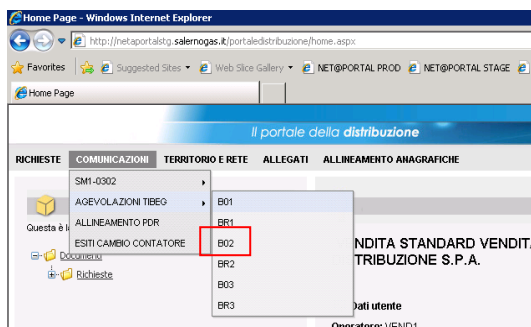 Home Page - Windows Internet Explorer
http://netaportalstg.salernogas.it/portaledistribuzione/home.aspx
Favorites Suggested Sites Web Slice Gallery NET@PORTAL PROD NET@PORTAL STAGE
Home Page
Il portale della distribuzione
RICHIESTE COMUNICAZIONI TERRITORIO E RETE ALLEGATI ALLINEAMENTO ANAGRAFICHE
SM1-0302
AGEVOLAZIONI TIBEG B01
ALLINEAMENTO PDR BR1
Questa è la
ESITI CAMBIO CONTATORE B02
NDITA STANDARD VENDIT
Documenti
BR2
TRIBUZIONE S.P.A.
Richieste
B03
BR3
Dati utente
Operatore: VEND1